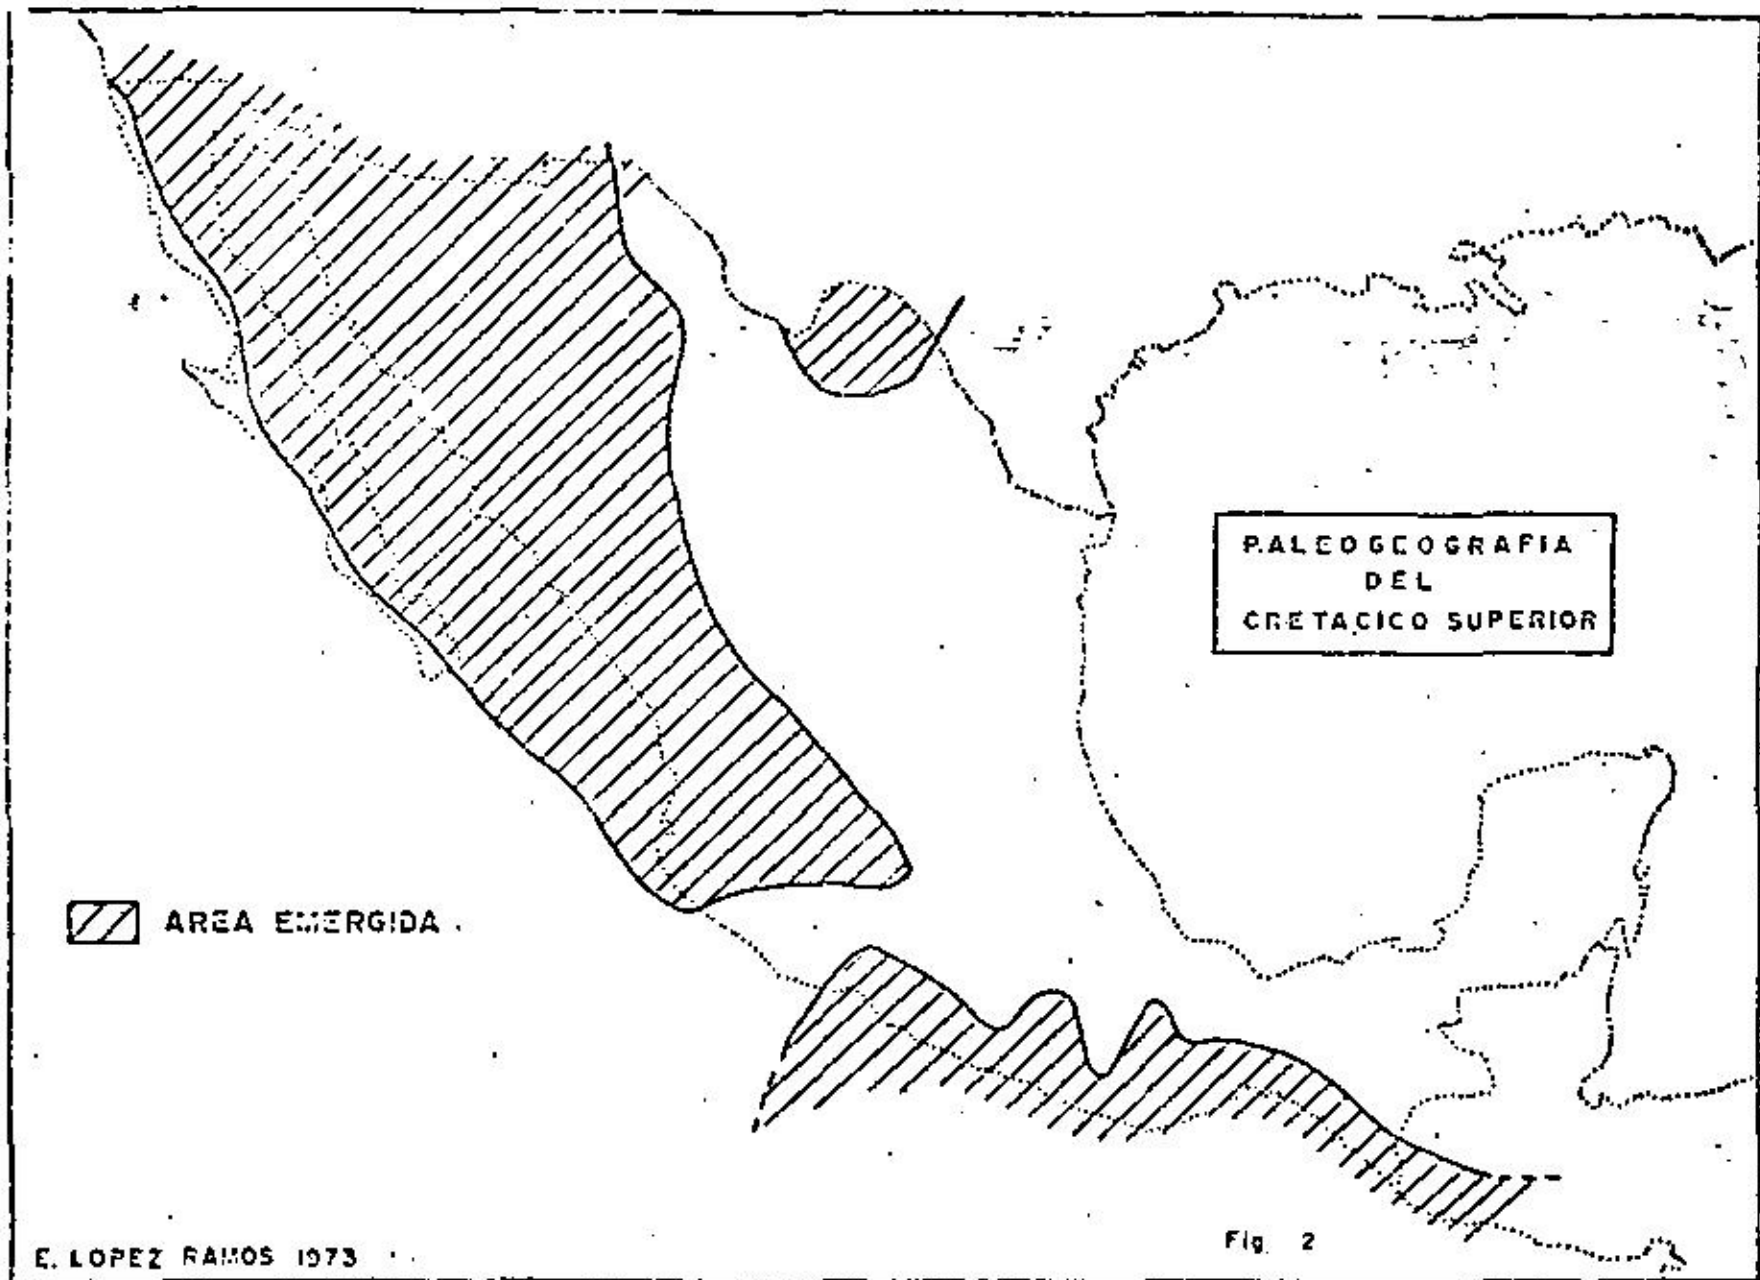 PALEOGEOGRAFIA
DEL
CRETACICO SUPERIOR
AREA EMERGIDA
E. LOPEZ RAMOS 1973
Fig. 2